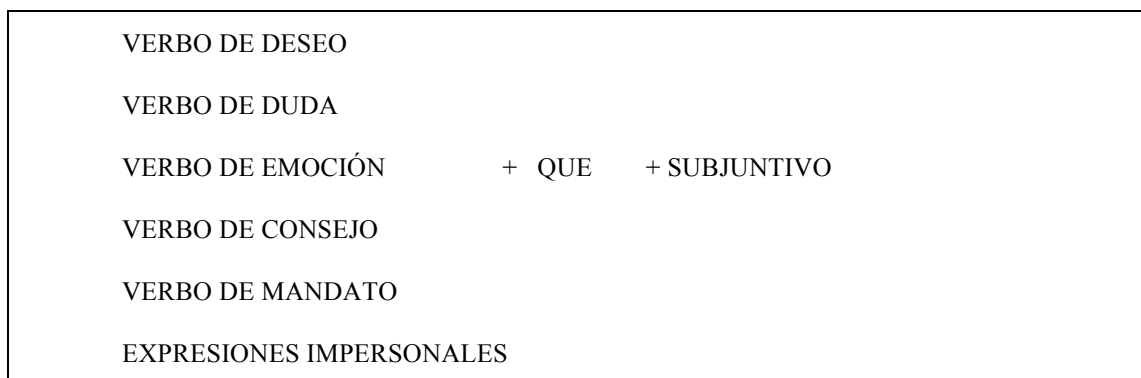 VERBO DE DESEO
VERBO DE DUDA
VERBO DE EMOCIÓN + QUE + SUBJUNTIVO
VERBO DE CONSEJO
VERBO DE MANDATO
EXPRESIONES IMPERSONALES